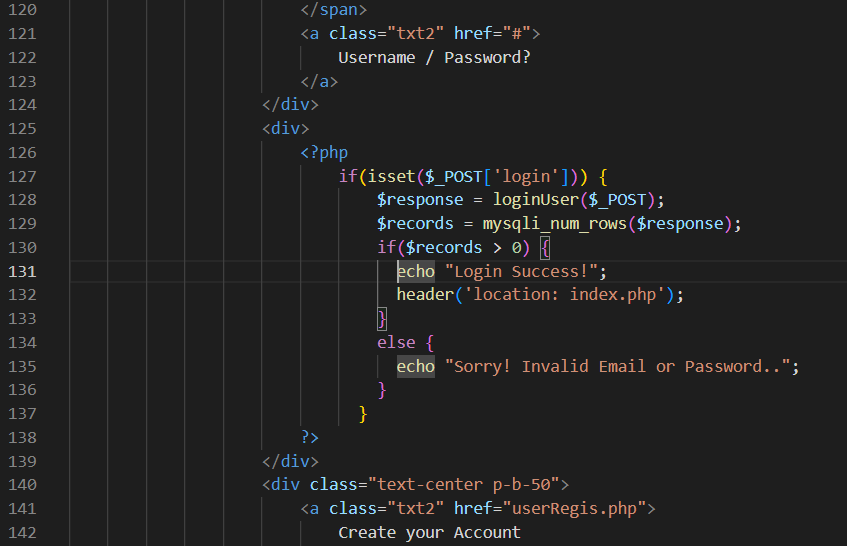 120 </span>
121 <a class="txt2" href="#">
122 Username / Password?
123 </a>
124 </div>
125 <div>
126 <?php
127 if(isset($_POST['login'])) {
128 $response = loginUser($_POST);
129 $records = mysqli_num_rows($response);
130 if($records > 0) {
131 echo "Login Success!";
132 header('location: index.php');
133 }
134 else {
135 echo "Sorry! Invalid Email or Password..";
136 }
137 }
138 ?>
139 </div>
140 <div class="text-center p-b-50">
141 <a class="txt2" href="userRegis.php">
142 Create your Account